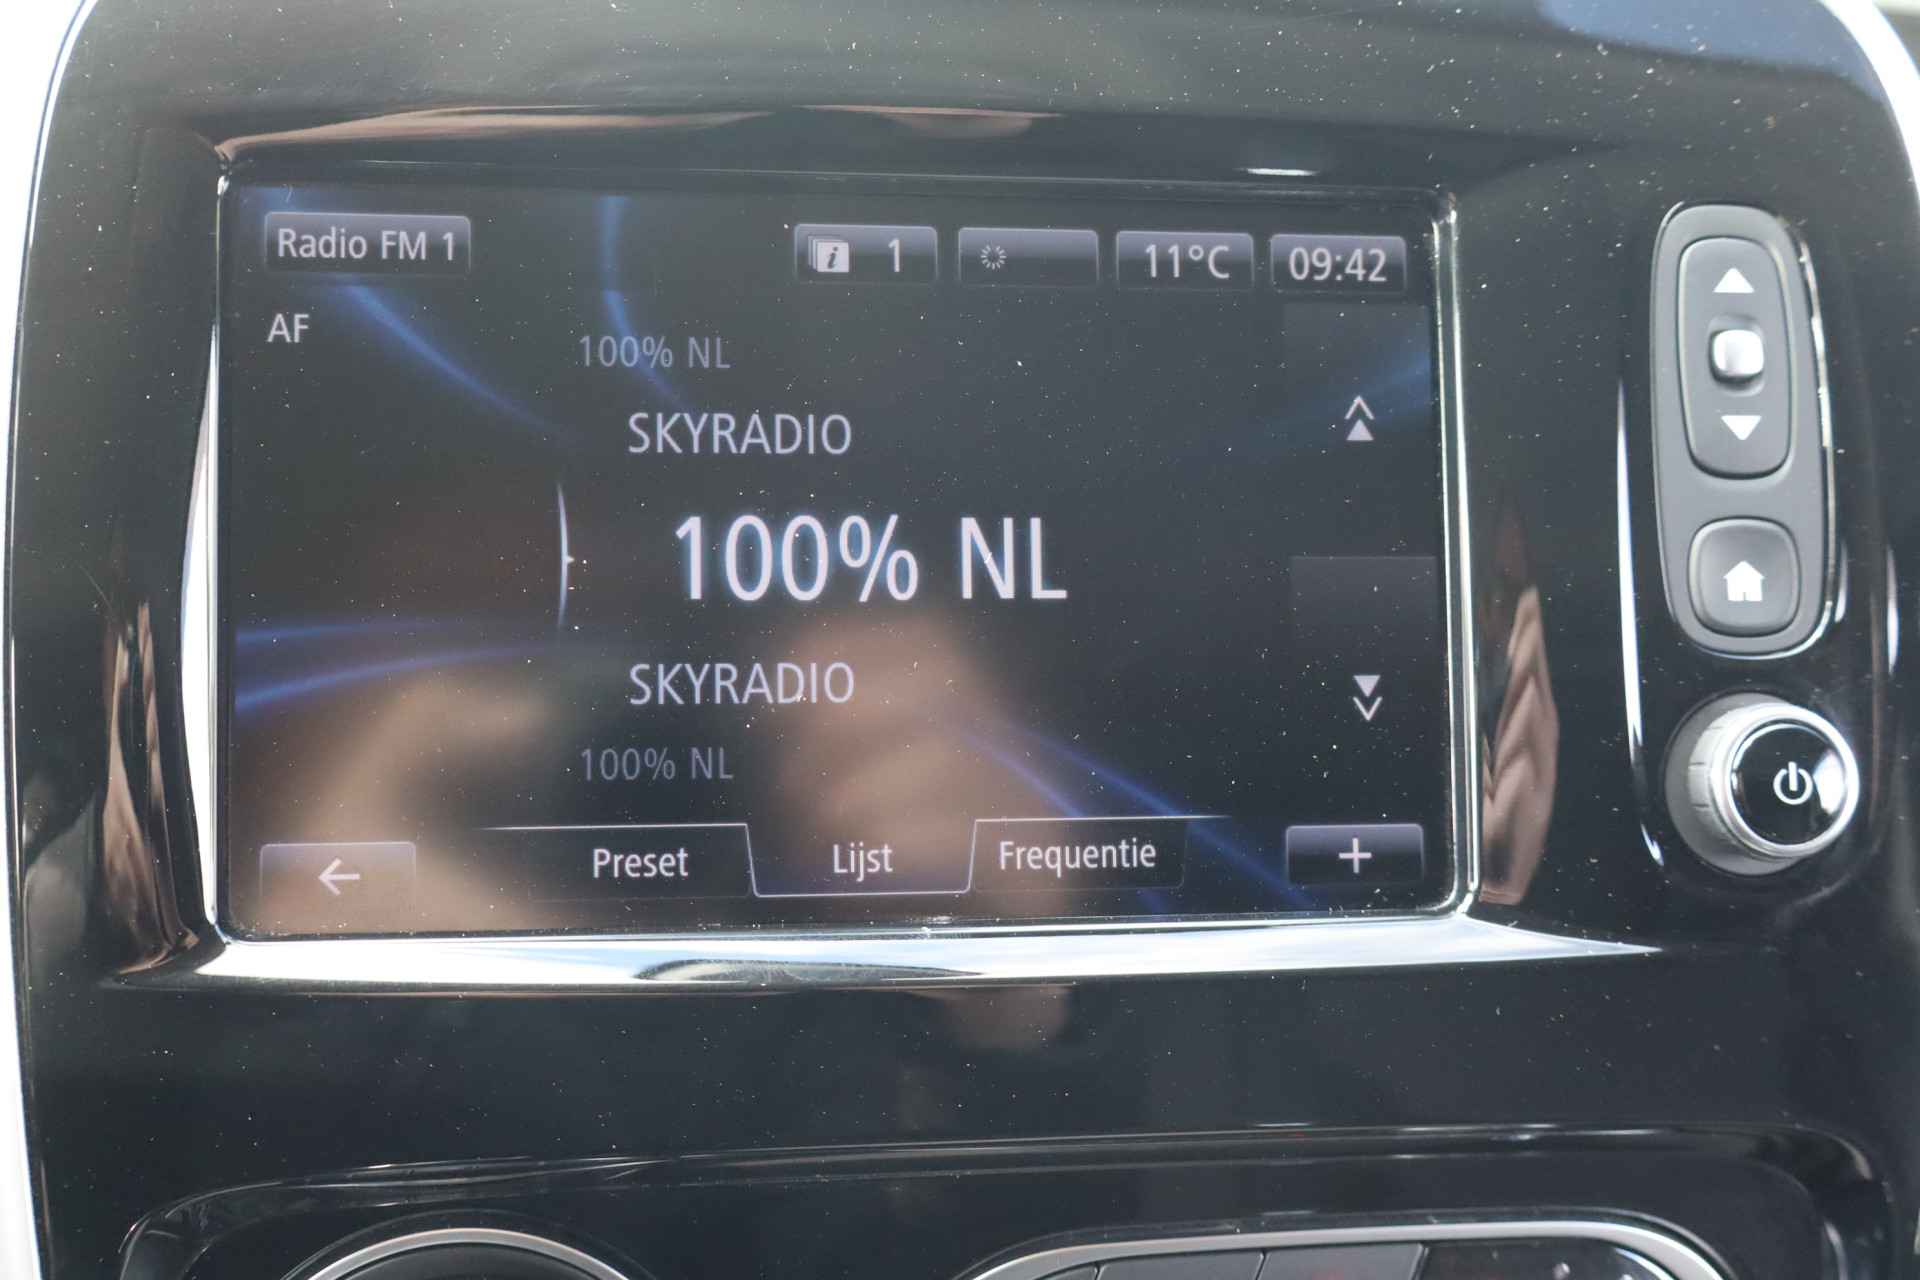 Radio FM 1
1
11°C
09:42
AF
100% NL
SKYRADIO
100% NL
SKYRADIO
100% NL
Preset
Lijst
Frequentie